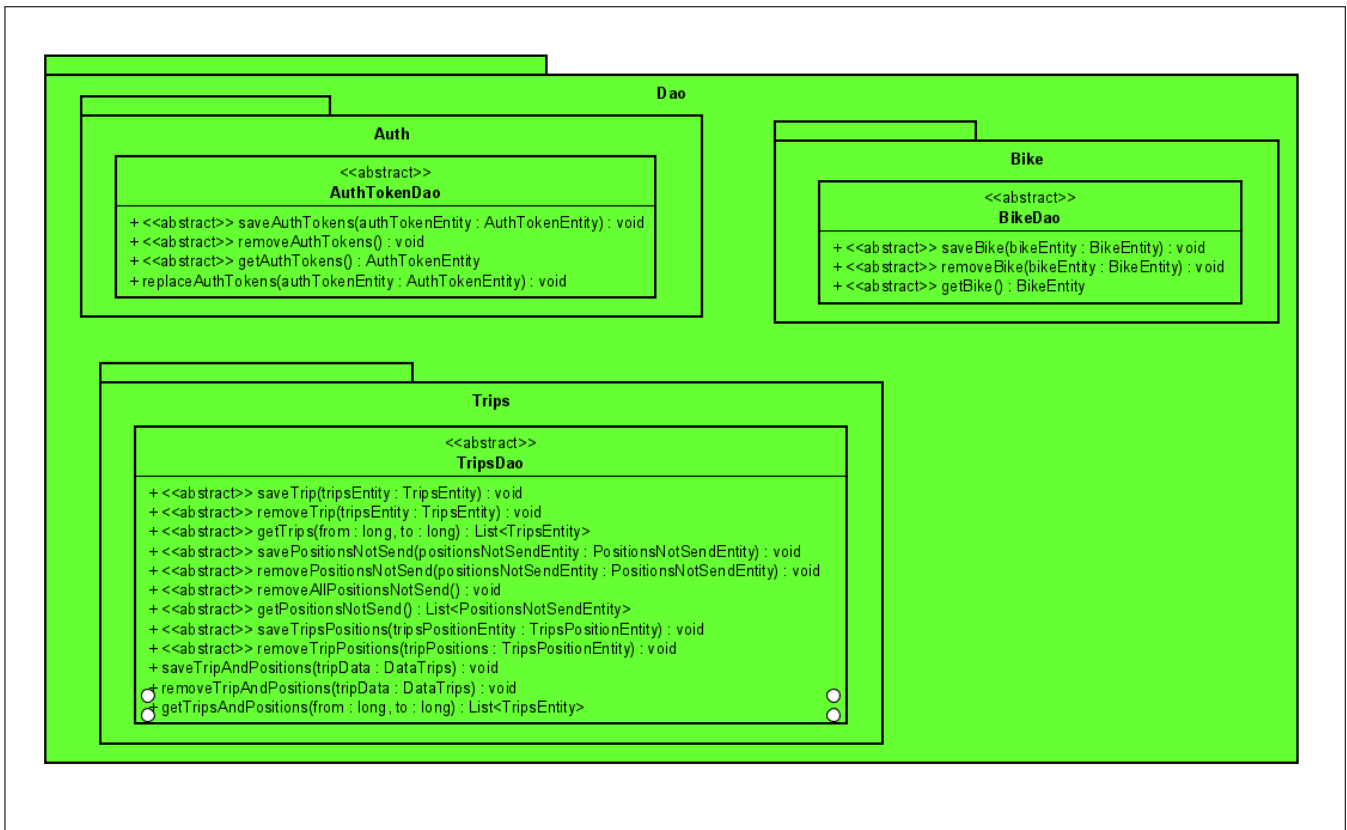 Dao
Auth
<<abstract>>
AuthTokenDao
+ <<abstract>> saveAuthTokens(authTokenEntity : AuthTokenEntity) : void
+ <<abstract>> removeAuthTokens() : void
+ <<abstract>> getAuthTokens() : AuthTokenEntity
+ replaceAuthTokens(authTokenEntity : AuthTokenEntity) : void
Bike
<<abstract>>
BikeDao
+ <<abstract>> saveBike(bikeEntity : BikeEntity) : void
+ <<abstract>> removeBike(bikeEntity : BikeEntity) : void
+ <<abstract>> getBike() : BikeEntity
Trips
<<abstract>>
TripsDao
+ <<abstract>> saveTrip(tripsEntity : TripsEntity) : void
+ <<abstract>> removeTrip(tripsEntity : TripsEntity) : void
+ <<abstract>> getTrips(from : long, to : long) : List<TripsEntity>
+ <<abstract>> savePositionsNotSend(positionsNotSendEntity : PositionsNotSendEntity) : void
+ <<abstract>> removePositionsNotSend(positionsNotSendEntity : PositionsNotSendEntity) : void
+ <<abstract>> removeAllPositionsNotSend() : void
+ <<abstract>> getPositionsNotSend() : List<PositionsNotSendEntity>
+ <<abstract>> saveTripsPositions(tripsPositionEntity : TripsPositionEntity) : void
+ <<abstract>> removeTripPositions(tripPositions : TripsPositionEntity) : void
+ saveTripAndPositions(tripData : DataTrips) : void
+ removeTripAndPositions(tripData : DataTrips) : void
+ getTripsAndPositions(from : long, to : long) : List<TripsEntity>